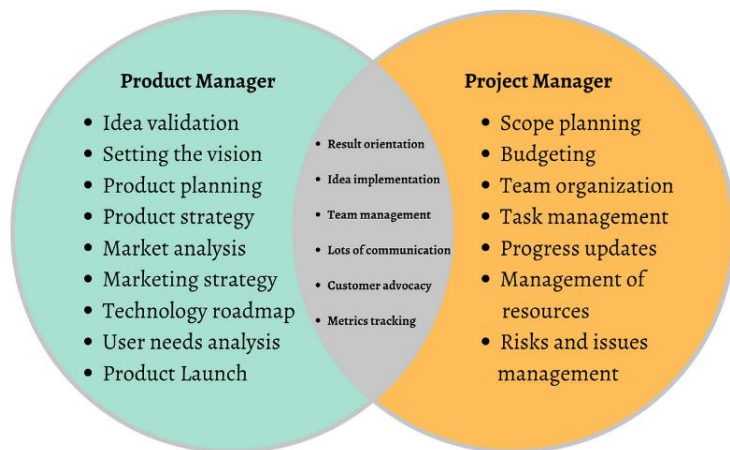 Product Manager
• Idea validation
• Setting the vision
• Product planning
• Product strategy
• Market analysis
• Marketing strategy
• Technology roadmap
• User needs analysis
• Product Launch
• Result orientation
• Idea implementation
• Team management
• Lots of communication
• Customer advocacy
• Metrics tracking
Project Manager
• Scope planning
• Budgeting
• Team organization
• Task management
• Progress updates
• Management of
resources
• Risks and issues
management